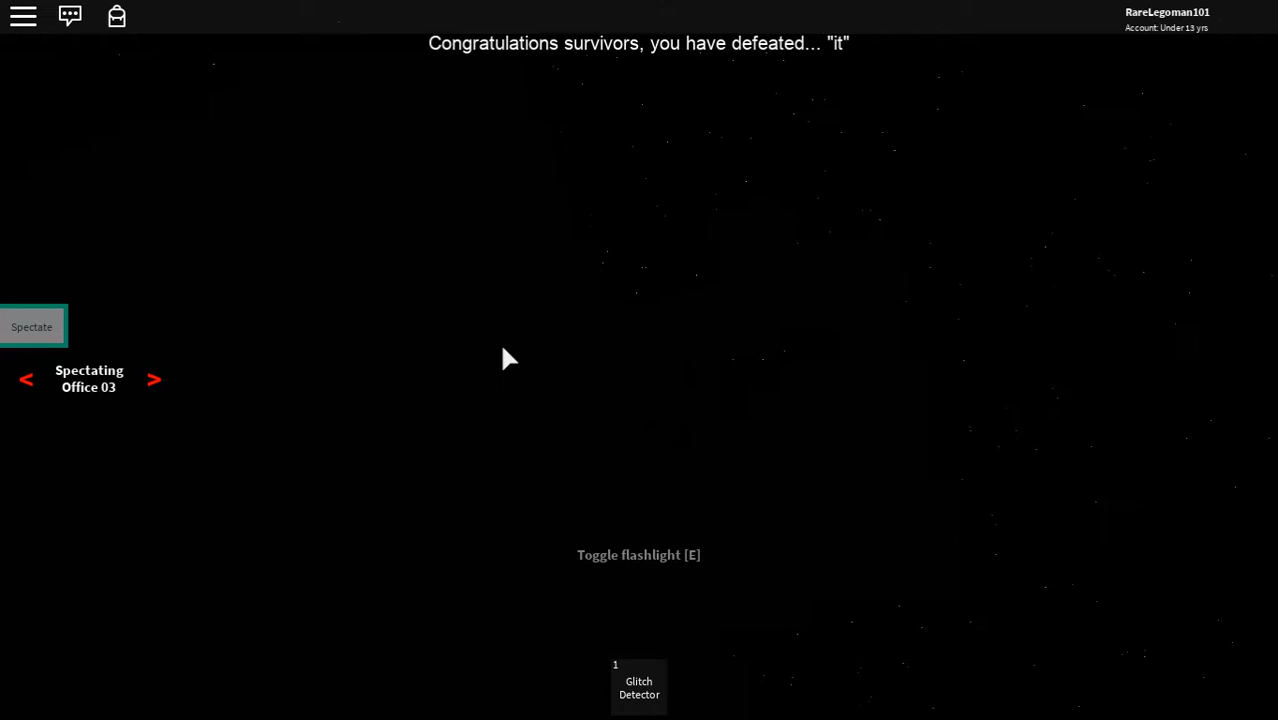 RareLegoman101
Account: Under 13 yrs
Congratulations survivors, you have defeated... "it"
Spectate
< Spectating >
Office 03
Toggle flashlight [E]
1
Glitch
Detector